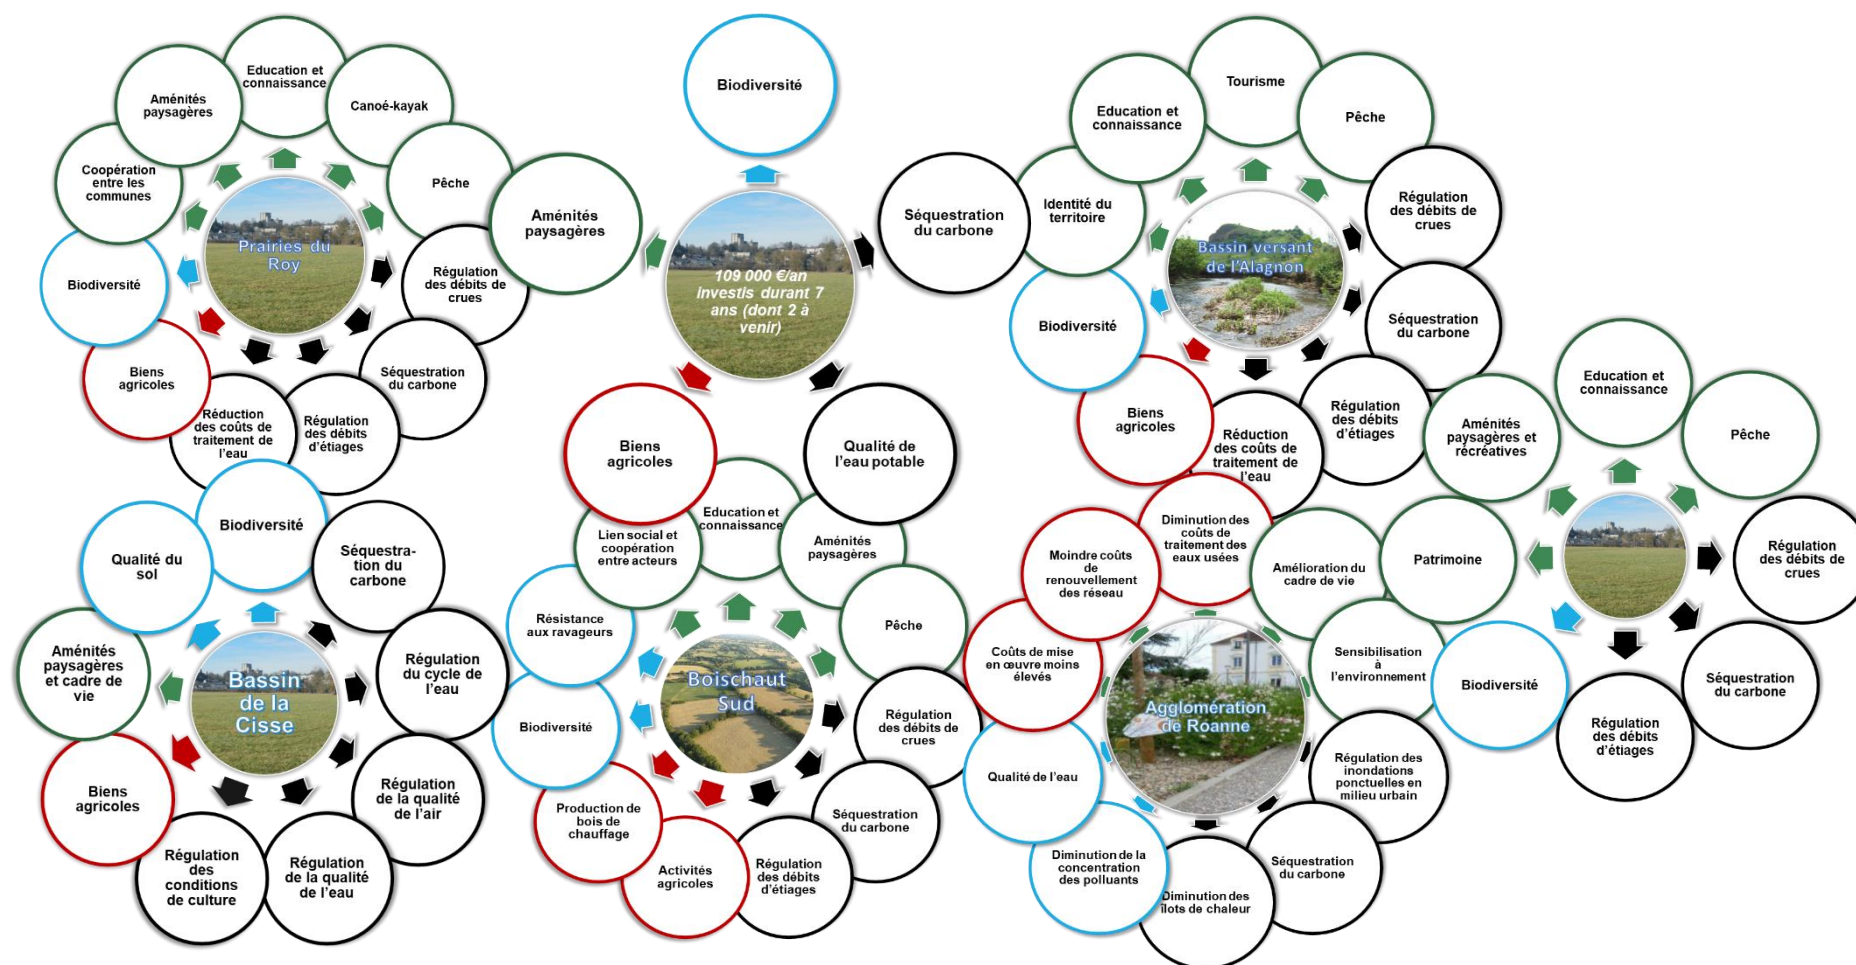 Education et
connaissance
Aménités
paysagères
Canoé-kayak
Coopération
entre les
communes
Pêche
Biodiversité
Prairies du
Roy
Régulation
des débits de
crues
Biens
agricoles
Séquestration
du carbone
Réduction
des coûts de
traitement de
l'eau
Régulation
des débits
d'étiages
Biodiversité
Aménités
paysagères
109 000 €/an
investis durant 7
ans (dont 2 à
venir)
Séquestration
du carbone
Biens
agricoles
Qualité de
l'eau potable
Tourisme
Education et
connaissance
Pêche
Identité du
territoire
Régulation
des débits de
crues
Bassin versant
de l'Alagnon
Biodiversité
Séquestration
du carbone
Biens
agricoles
Régulation
des débits
d'étiages
Réduction
des coûts de
traitement de
l'eau
Biodiversité
Qualité du
sol
Séquestra-
tion du
carbone
Aménités
paysagères
et cadre de
vie
Bassin
de la
Cisse
Régulation
du cycle de
l'eau
Biens
agricoles
Régulation
de la qualité
de l'air
Régulation
des
conditions
de culture
Régulation
de la qualité
de l'eau
Education et
connaissance
Lien social et
coopération
entre acteurs
Aménités
paysagères
Résistance
aux ravageurs
Pêche
Boischaut
Sud
Biodiversité
Régulation
des débits de
crues
Production de
bois de
chauffage
Séquestration
du carbone
Activités
agricoles
Régulation
des débits
d'étiages
Diminution des
coûts de
traitement des
eaux usées
Moindre coûts
de
renouvellement
des réseau
Amélioration du
cadre de vie
Coûts de mise
en œuvre moins
élevés
Sensibilisation
à
l'environnement
Agglomération
de Roanne
Qualité de l'eau
Régulation des
inondations
ponctuelles en
milieu urbain
Diminution de la
concentration
des polluants
Séquestration
du carbone
Diminution des
îlots de chaleur
Education et
connaissance
Aménités
paysagères et
récréatives
Pêche
Patrimoine
Régulation
des débits de
crues
Biodiversité
Séquestration
du carbone
Régulation
des débits
d'étiages